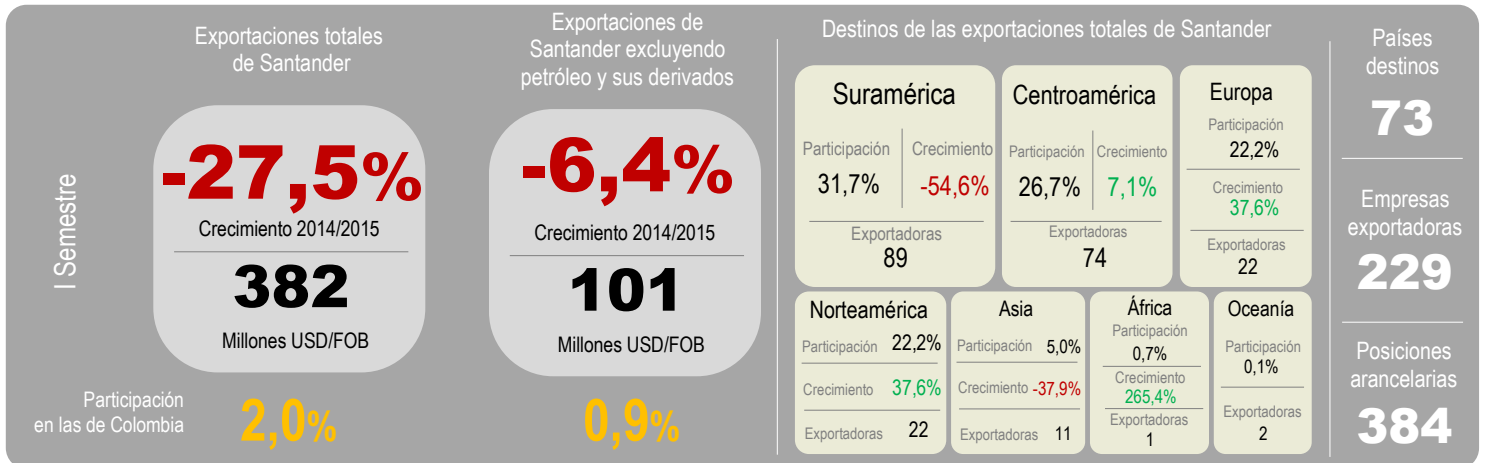 I Semestre
Exportaciones totales
de Santander
-27,5%
Crecimiento 2014/2015
382
Millones USD/FOB
Participación
en las de Colombia
2,0%
Exportaciones de
Santander excluyendo
petróleo y sus derivados
-6,4%
Crecimiento 2014/2015
101
Millones USD/FOB
0,9%
Destinos de las exportaciones totales de Santander
Suramérica
Participación Crecimiento
31,7% -54,6%
Exportadoras
89
Centroamérica
Participación Crecimiento
26,7% 7,1%
Exportadoras
74
Europa
Participación
22,2%
Crecimiento
37,6%
Exportadoras
22
Norteamérica
Participación 22,2%
Crecimiento 37,6%
Exportadoras 22
Asia
Participación 5,0%
Crecimiento -37,9%
Exportadoras 11
África
Participación
0,7%
Crecimiento
265,4%
Exportadoras
1
Oceanía
Participación
0,1%
Exportadoras
2
Países
destinos
73
Empresas
exportadoras
229
Posiciones
arancelarias
384